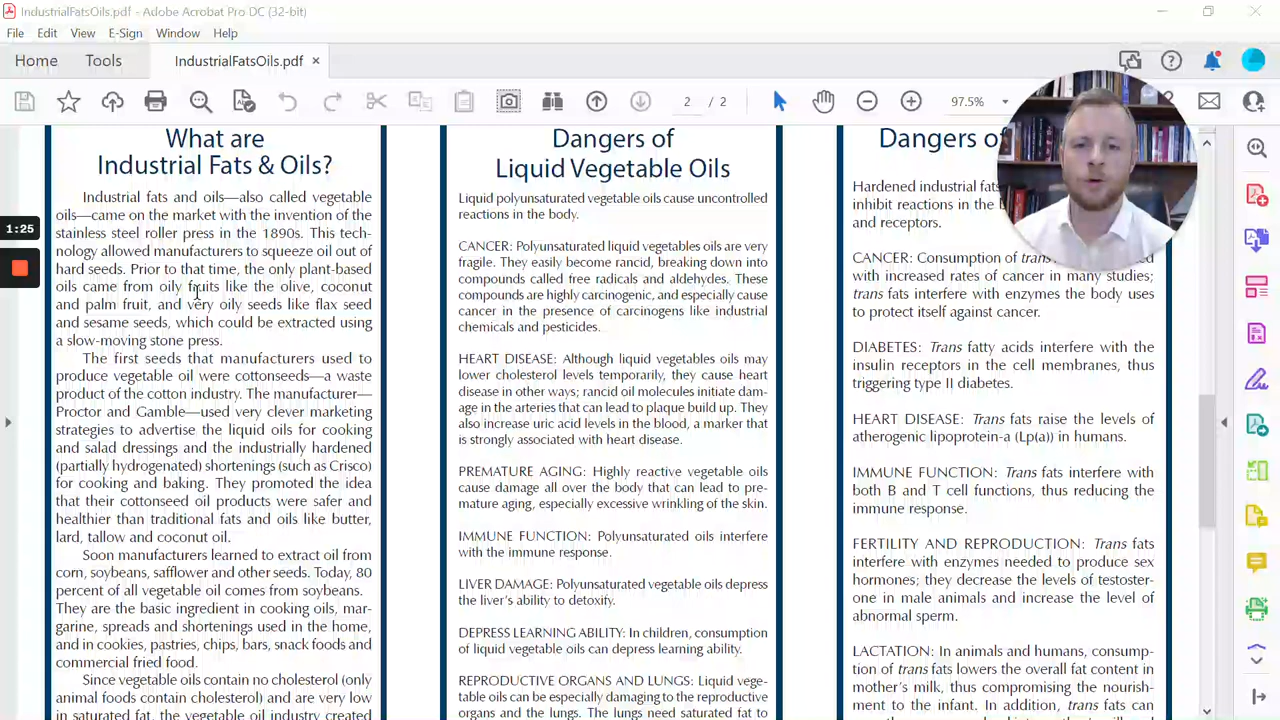 IndustrialFatsOils.pdf - Adobe Acrobat Pro DC (32-bit)
File Edit View E-Sign Window Help
Home Tools IndustrialFatsOils.pdf ×
2 / 2 97.5%
1:25
What are
Industrial Fats & Oils?
Industrial fats and oils—also called vegetable
oils—came on the market with the invention of the
stainless steel roller press in the 1890s. This tech-
nology allowed manufacturers to squeeze oil out of
hard seeds. Prior to that time, the only plant-based
oils came from oily fruits like the olive, coconut
and palm fruit, and very oily seeds like flax seed
and sesame seeds, which could be extracted using
a slow-moving stone press.
The first seeds that manufacturers used to
produce vegetable oil were cottonseeds—a waste
product of the cotton industry. The manufacturer—
Proctor and Gamble—used very clever marketing
strategies to advertise the liquid oils for cooking
and salad dressings and the industrially hardened
(partially hydrogenated) shortenings (such as Crisco)
for cooking and baking. They promoted the idea
that their cottonseed oil products were safer and
healthier than traditional fats and oils like butter,
lard, tallow and coconut oil.
Soon manufacturers learned to extract oil from
corn, soybeans, safflower and other seeds. Today, 80
percent of all vegetable oil comes from soybeans.
They are the basic ingredient in cooking oils, mar-
garine, spreads and shortenings used in the home,
and in cookies, pastries, chips, bars, snack foods and
commercial fried food.
Since vegetable oils contain no cholesterol (only
animal foods contain cholesterol) and are very low
in saturated fat, the vegetable oil industry created
Dangers of
Liquid Vegetable Oils
Liquid polyunsaturated vegetable oils cause uncontrolled
reactions in the body.
CANCER: Polyunsaturated liquid vegetables oils are very
fragile. They easily become rancid, breaking down into
compounds called free radicals and aldehydes. These
compounds are highly carcinogenic, and especially cause
cancer in the presence of carcinogens like industrial
chemicals and pesticides.
HEART DISEASE: Although liquid vegetables oils may
lower cholesterol levels temporarily, they cause heart
disease in other ways; rancid oil molecules initiate dam-
age in the arteries that can lead to plaque build up. They
also increase uric acid levels in the blood, a marker that
is strongly associated with heart disease.
PREMATURE AGING: Highly reactive vegetable oils
cause damage all over the body that can lead to pre-
mature aging, especially excessive wrinkling of the skin.
IMMUNE FUNCTION: Polyunsaturated oils interfere
with the immune response.
LIVER DAMAGE: Polyunsaturated vegetable oils depress
the liver's ability to detoxify.
DEPRESS LEARNING ABILITY: In children, consumption
of liquid vegetable oils can depress learning ability.
REPRODUCTIVE ORGANS AND LUNGS: Liquid vege-
table oils can be especially damaging to the reproductive
organs and the lungs. The lungs need saturated fat to
Dangers of
Hardened industrial fats
inhibit reactions in the
and receptors.
CANCER: Consumption of trans
with increased rates of cancer in many studies;
trans fats interfere with enzymes the body uses
to protect itself against cancer.
DIABETES: Trans fatty acids interfere with the
insulin receptors in the cell membranes, thus
triggering type II diabetes.
HEART DISEASE: Trans fats raise the levels of
atherogenic lipoprotein-a (Lp(a)) in humans.
IMMUNE FUNCTION: Trans fats interfere with
both B and T cell functions, thus reducing the
immune response.
FERTILITY AND REPRODUCTION: Trans fats
interfere with enzymes needed to produce sex
hormones; they decrease the levels of testoster-
one in male animals and increase the level of
abnormal sperm.
LACTATION: In animals and humans, consump-
tion of trans fats lowers the overall fat content in
mother's milk, thus compromising the nourish-
ment to the infant. In addition, trans fats can